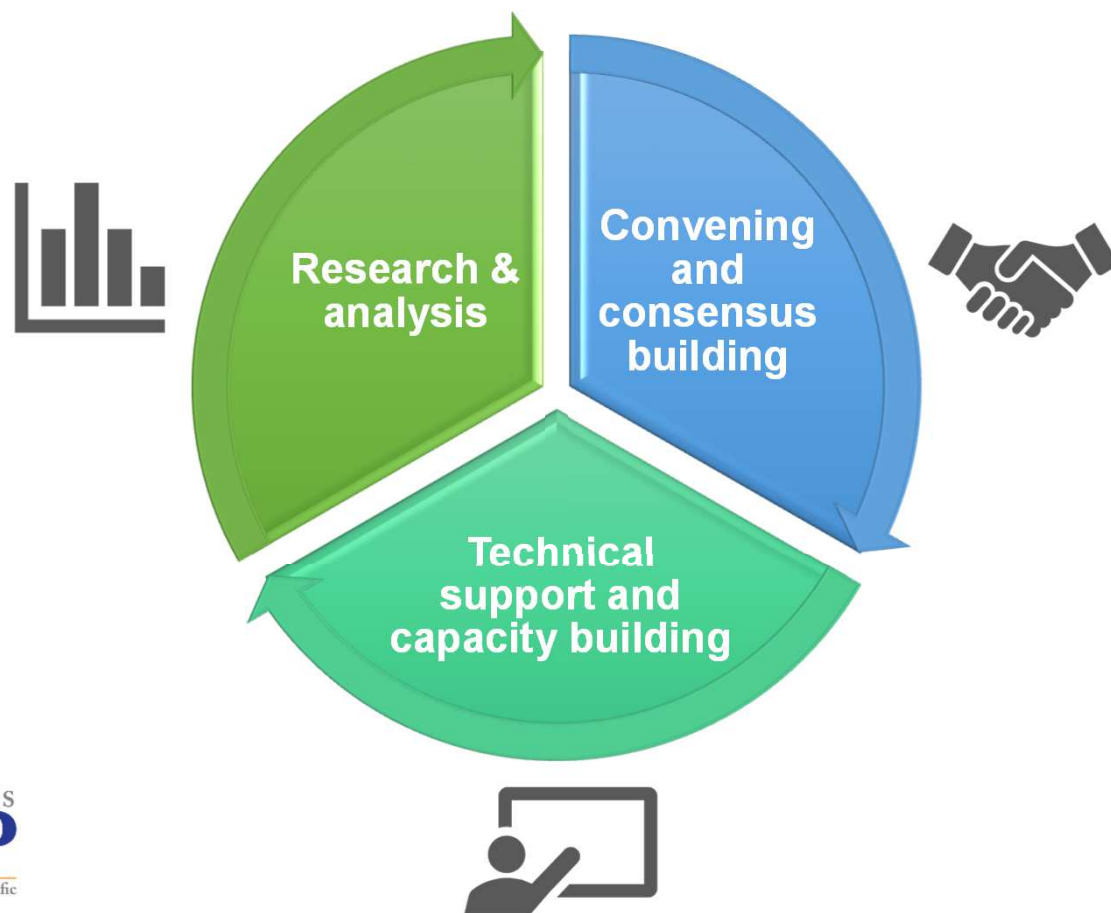 Research &
analysis
Convening
and
consensus
building
Technical
support and
capacity building